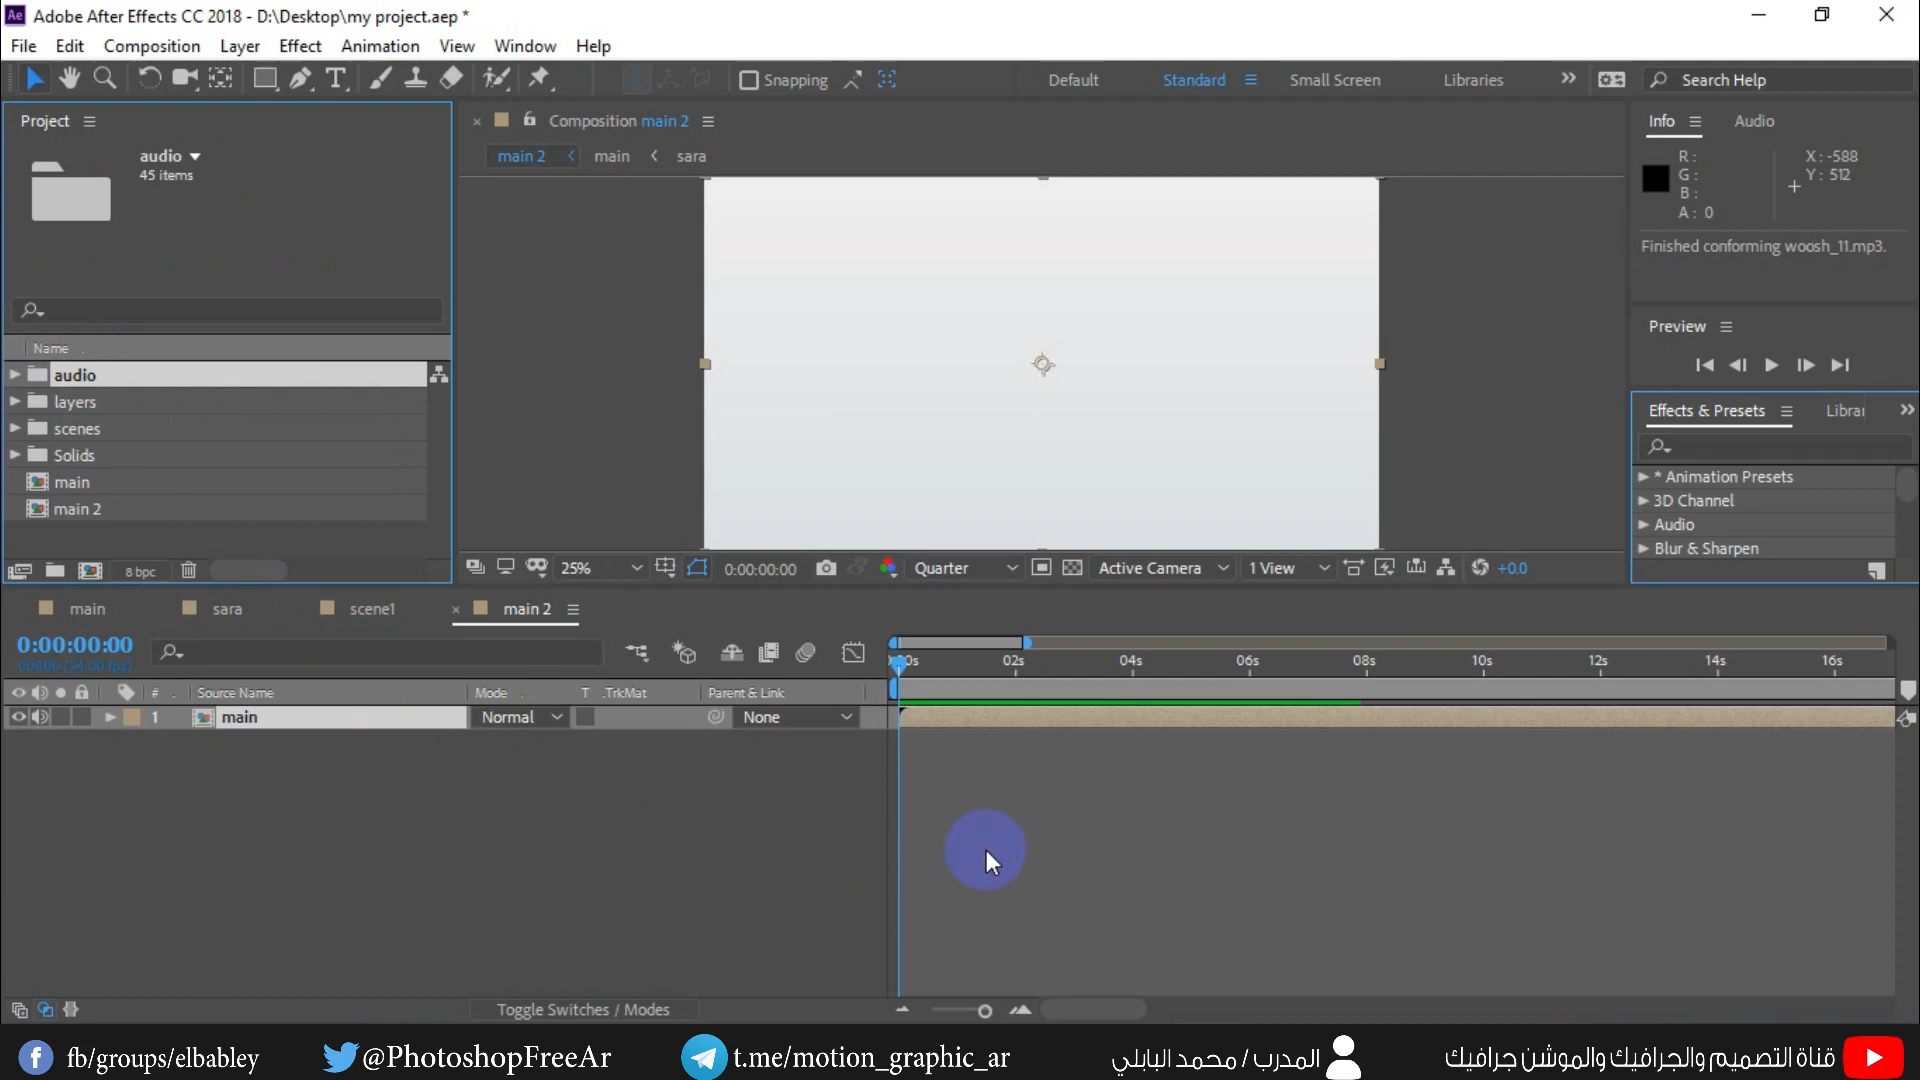 Adobe After Effects CC 2018 - D:\Desktop\my project.aep *
File Edit Composition Layer Effect Animation View Window Help
Snapping Default Standard Small Screen Libraries Search Help
Project
audio
45 items
Name
audio
layers
scenes
Solids
main
main 2
8 bpc
Composition main 2
main 2 main sara
25% 0:00:00:00 Quarter Active Camera 1 View +0.0
Info Audio
R: X: -588
G: Y: 512
B:
A: 0
Finished conforming woosh_11.mp3.
Preview
Effects & Presets Librar
* Animation Presets
3D Channel
Audio
Blur & Sharpen
main sara scene1 main 2
0:00:00:00
00000 (24.00 fps)
02s 04s 06s 08s 10s 12s 14s 16s
# Source Name Mode T .TrkMat Parent & Link
1 main Normal None
Toggle Switches / Modes
fb/groups/elbabley @PhotoshopFreeAr t.me/motion_graphic_ar المدرب / محمد البابلي قناة التصميم والجرافيك والموشن جرافيك